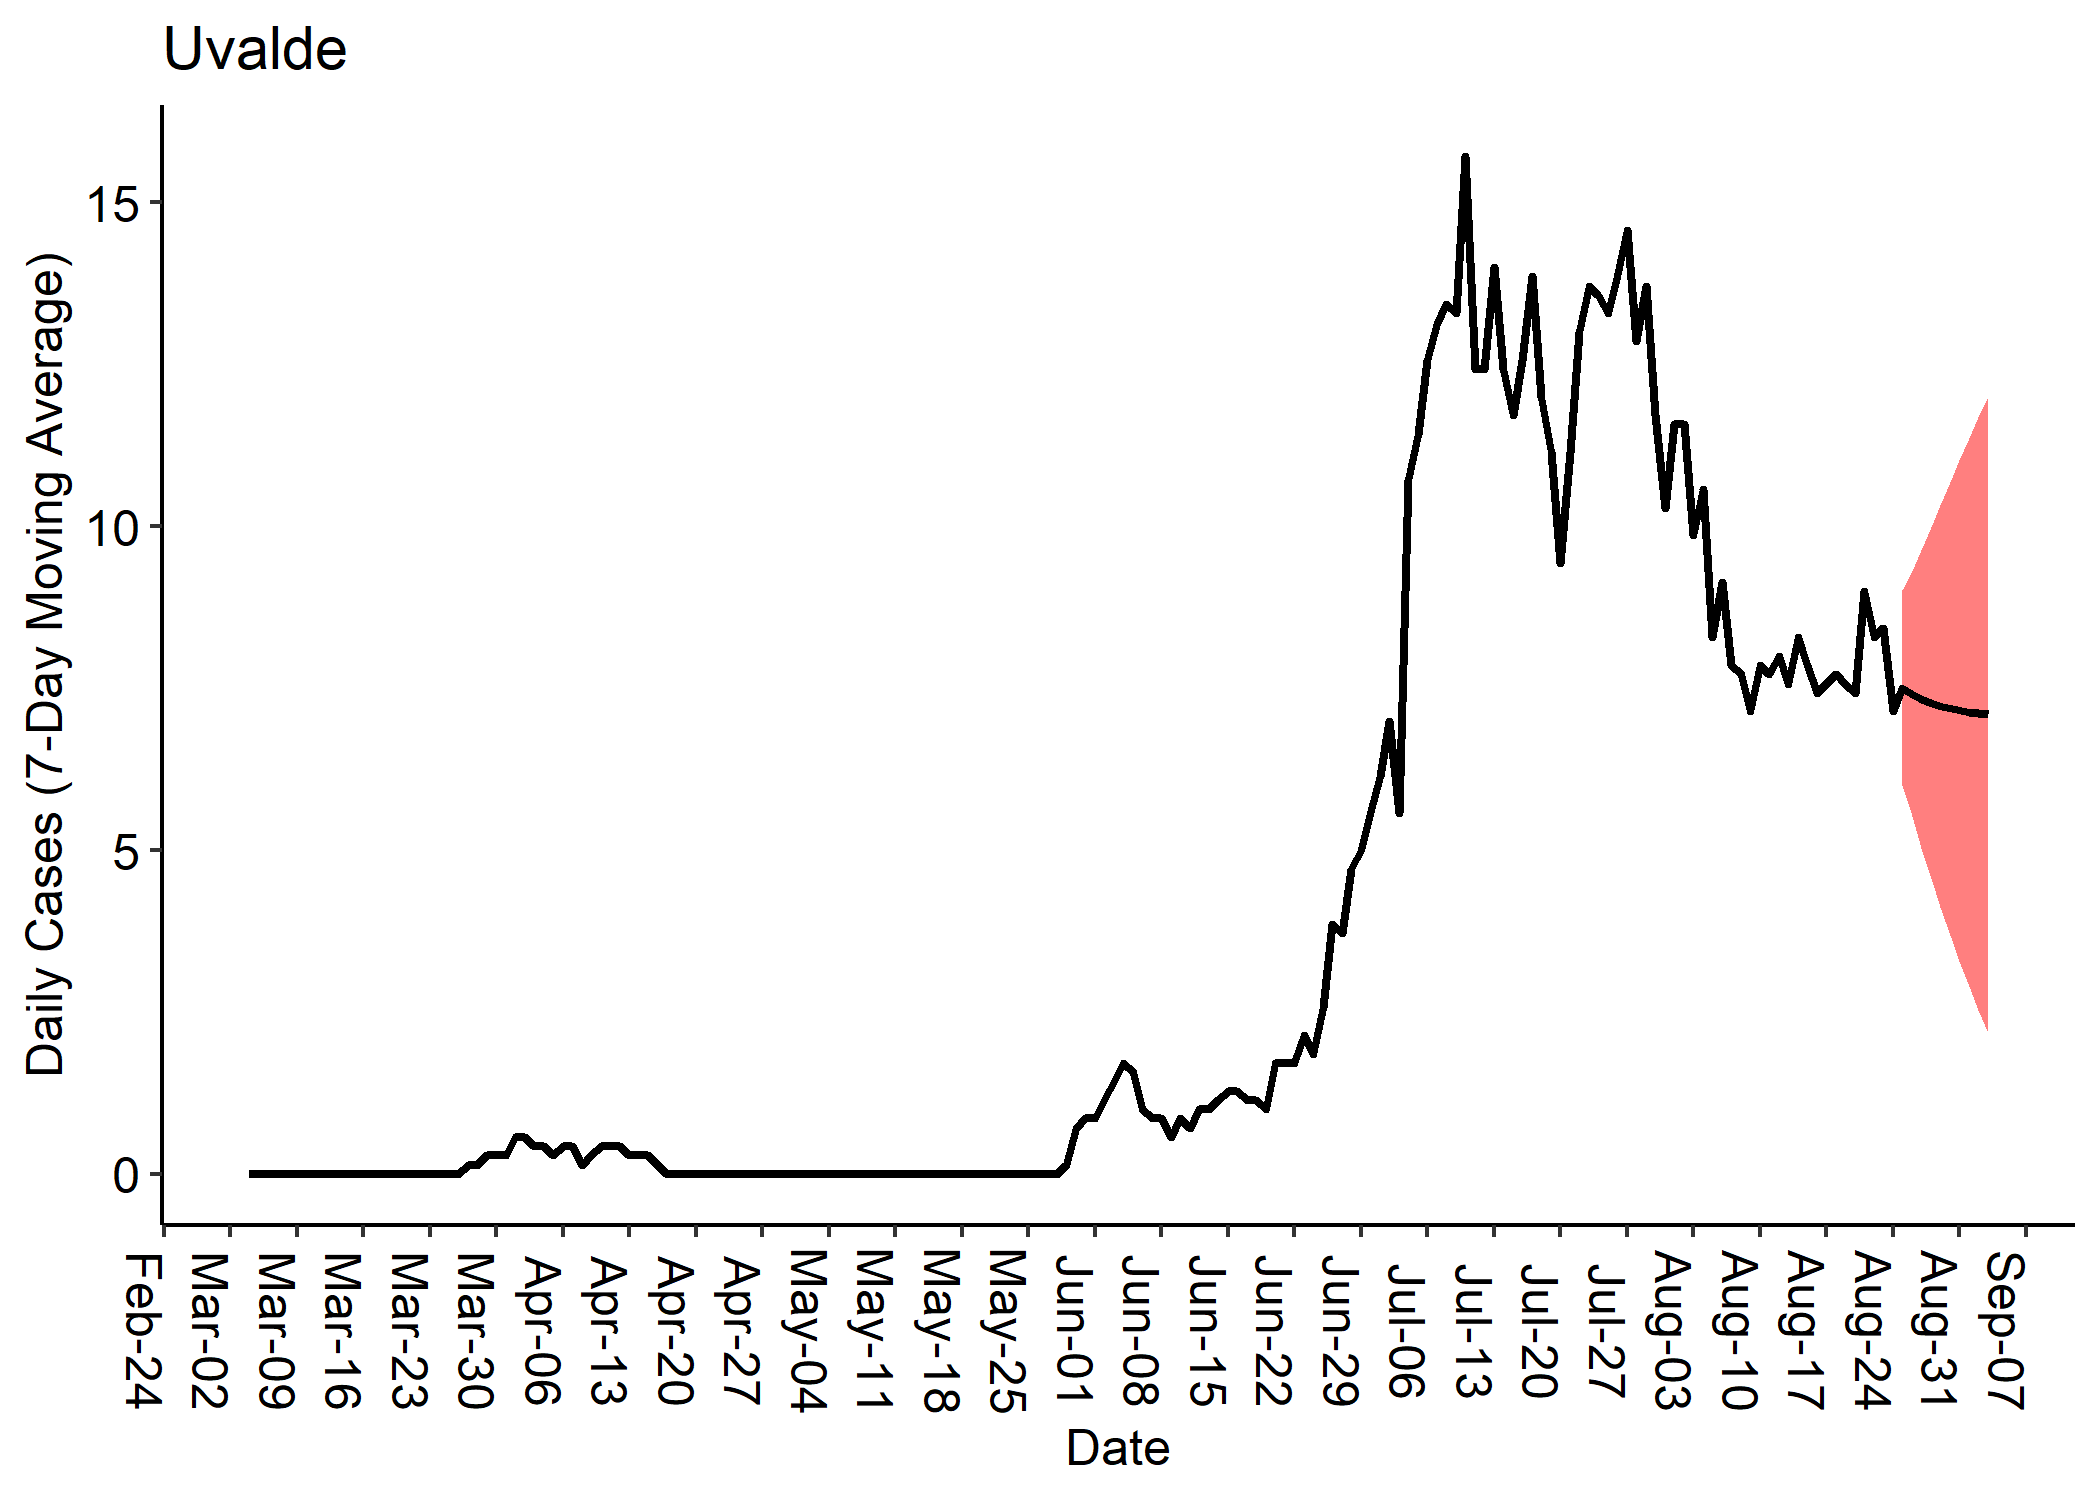 Uvalde
Daily Cases (7-Day Moving Average)
15
10
5
0
Feb-24
Mar-02
Mar-09
Mar-16
Mar-23
Mar-30
Apr-06
Apr-13
Apr-20
Apr-27
May-04
May-11
May-18
May-25
Jun-01
Jun-08
Jun-15
Jun-22
Jun-29
Jul-06
Jul-13
Jul-20
Jul-27
Aug-03
Aug-10
Aug-17
Aug-24
Aug-31
Sep-07
Date